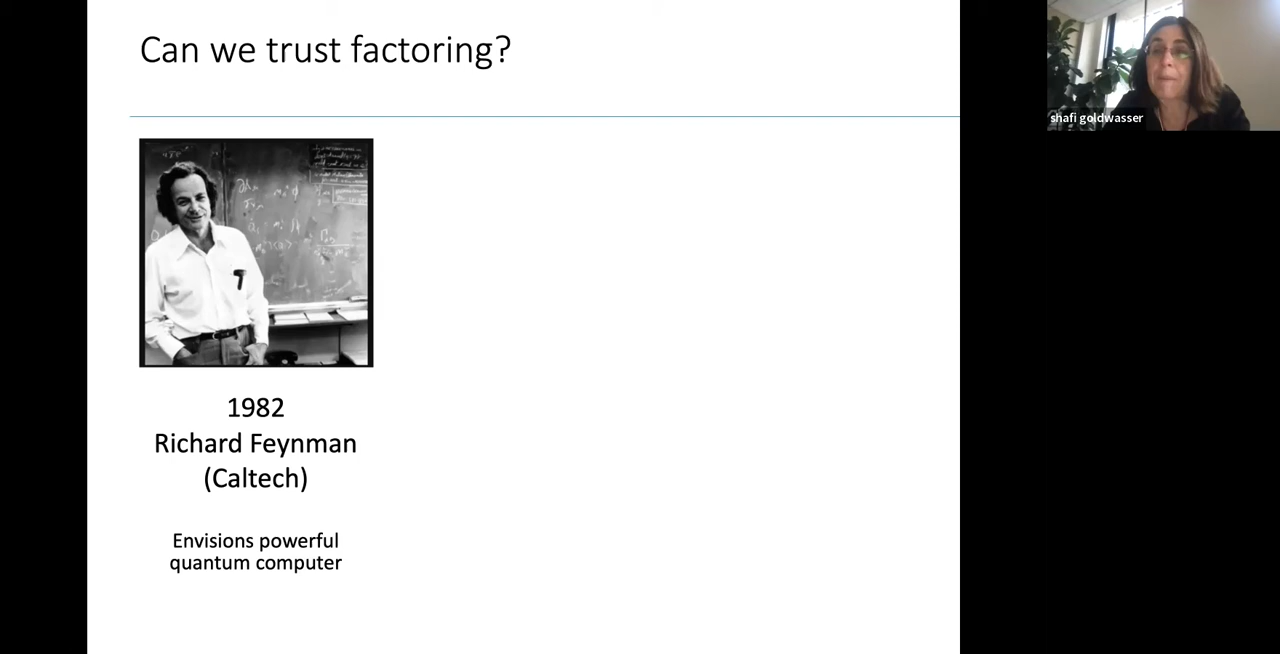 Can we trust factoring?
shafi goldwasser
1982
Richard Feynman
(Caltech)
Envisions powerful
quantum computer